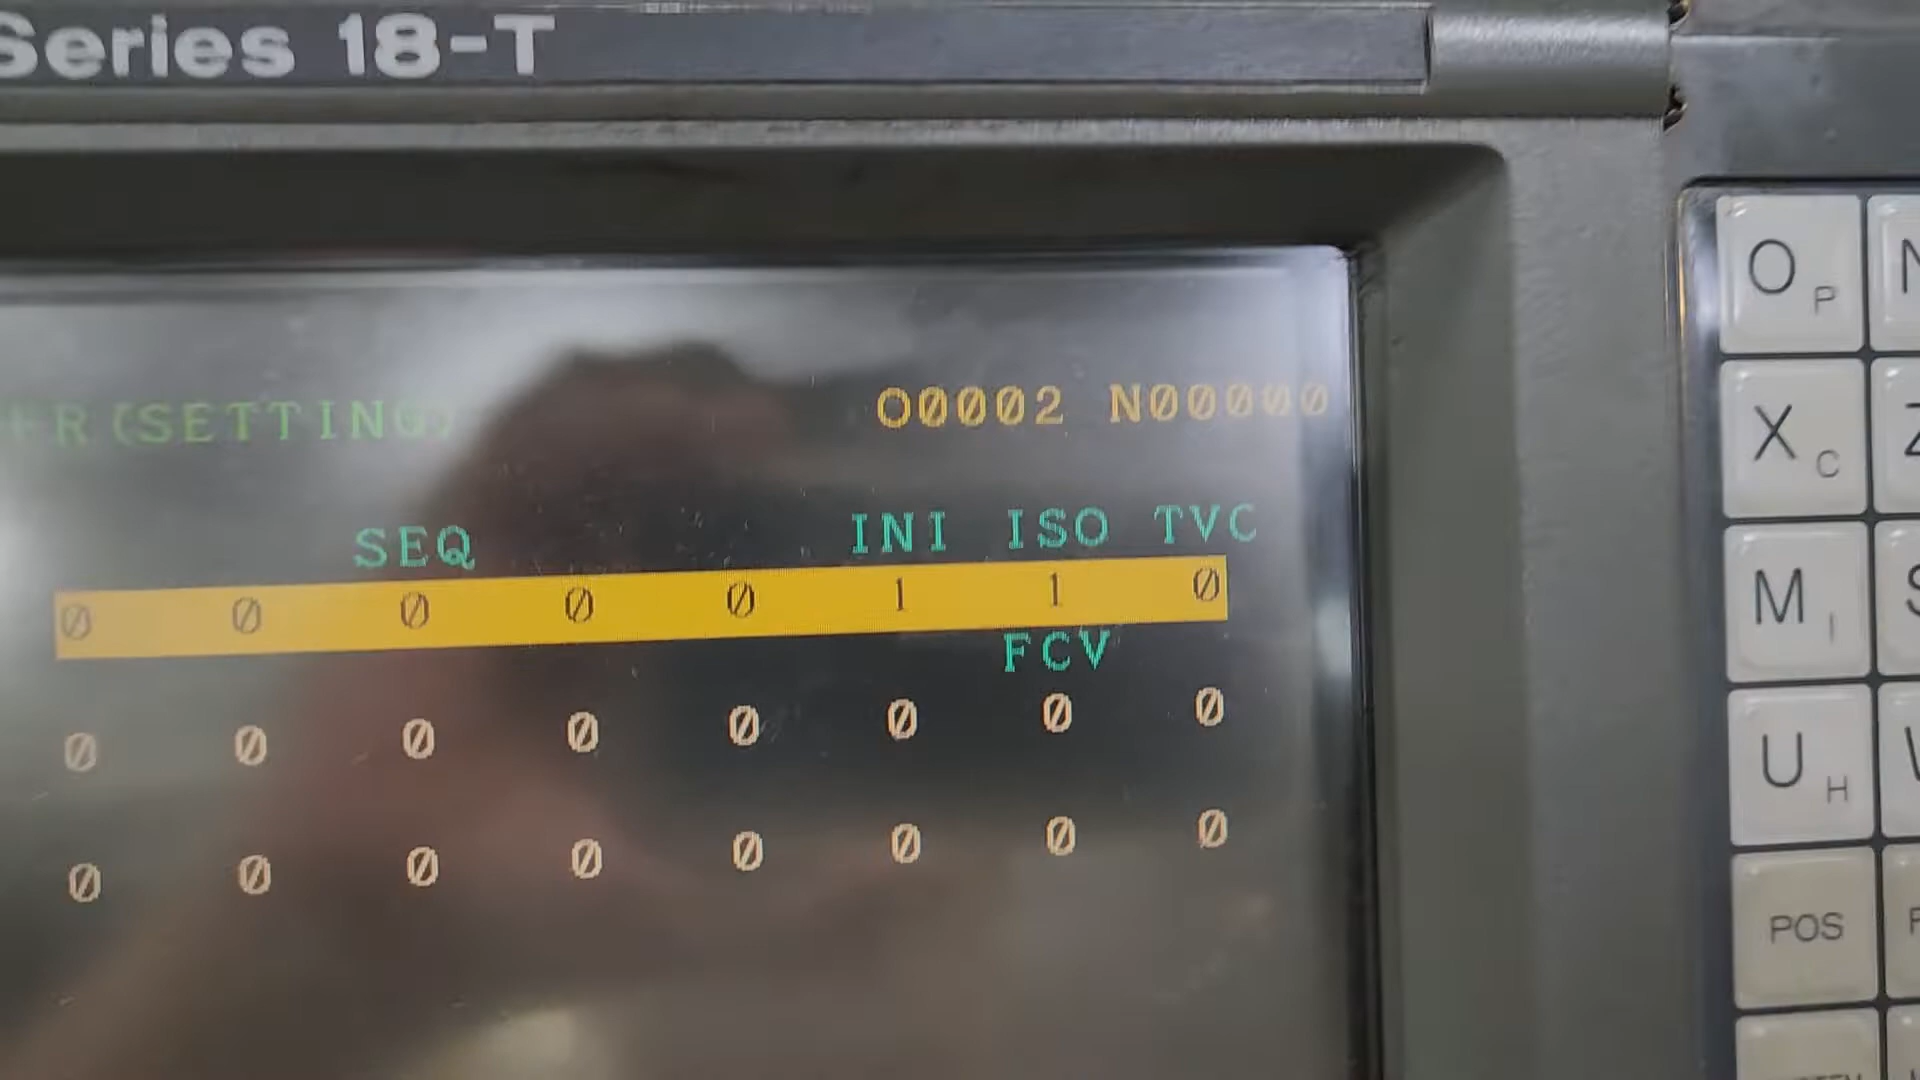 Series 18-T
(SETTING) O0002 N00000
SEQ INI ISO TVC
0 0 0 0 0 1 1 0
FCV
0 0 0 0 0 0 0 0
0 0 0 0 0 0 0 0
O P
X C
M I
U H
POS